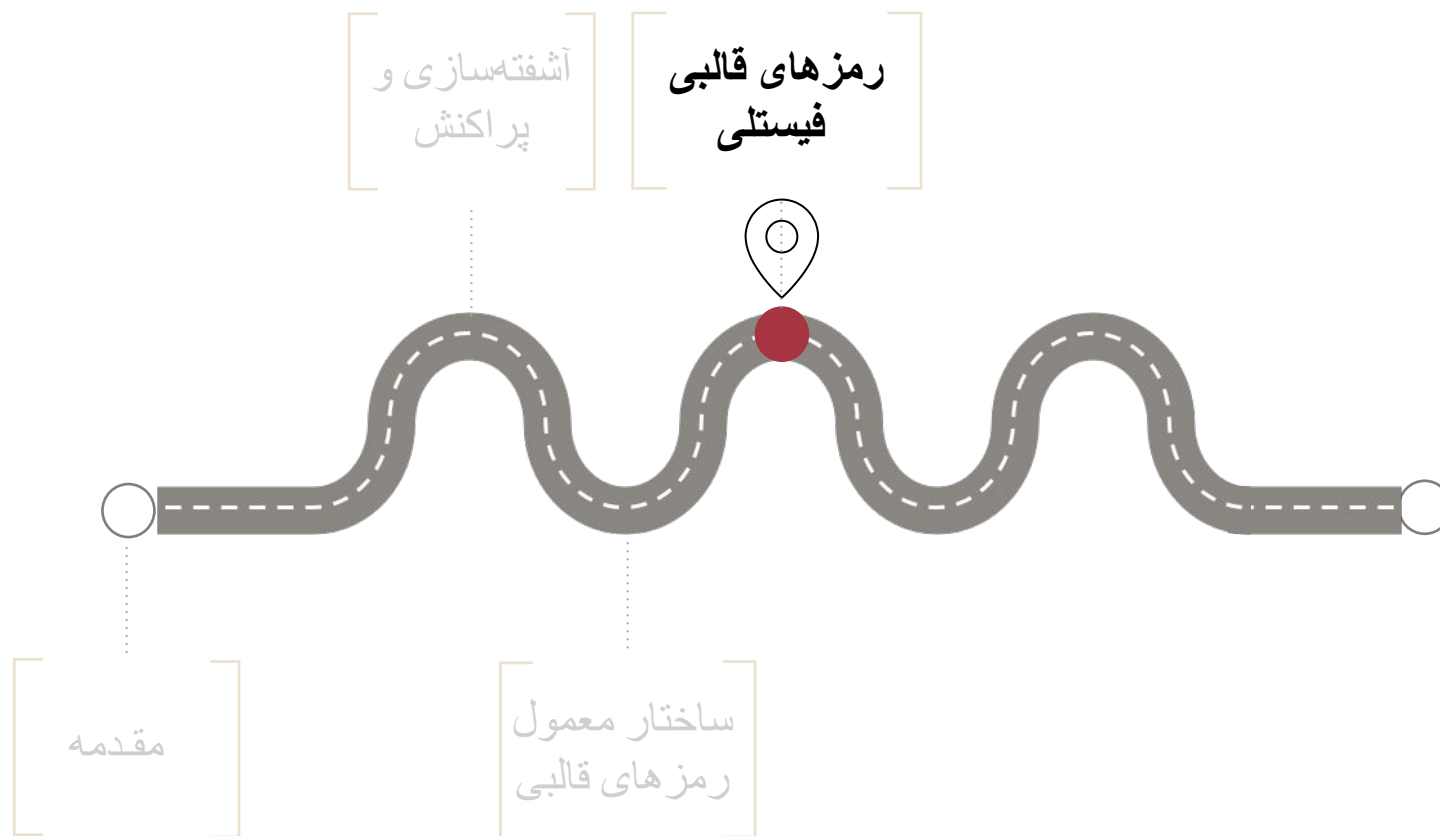 آشفته‌سازی و
پراکنش
رمزهای قالبی
فیستلی
مقدمه
ساختار معمول
رمزهای قالبی